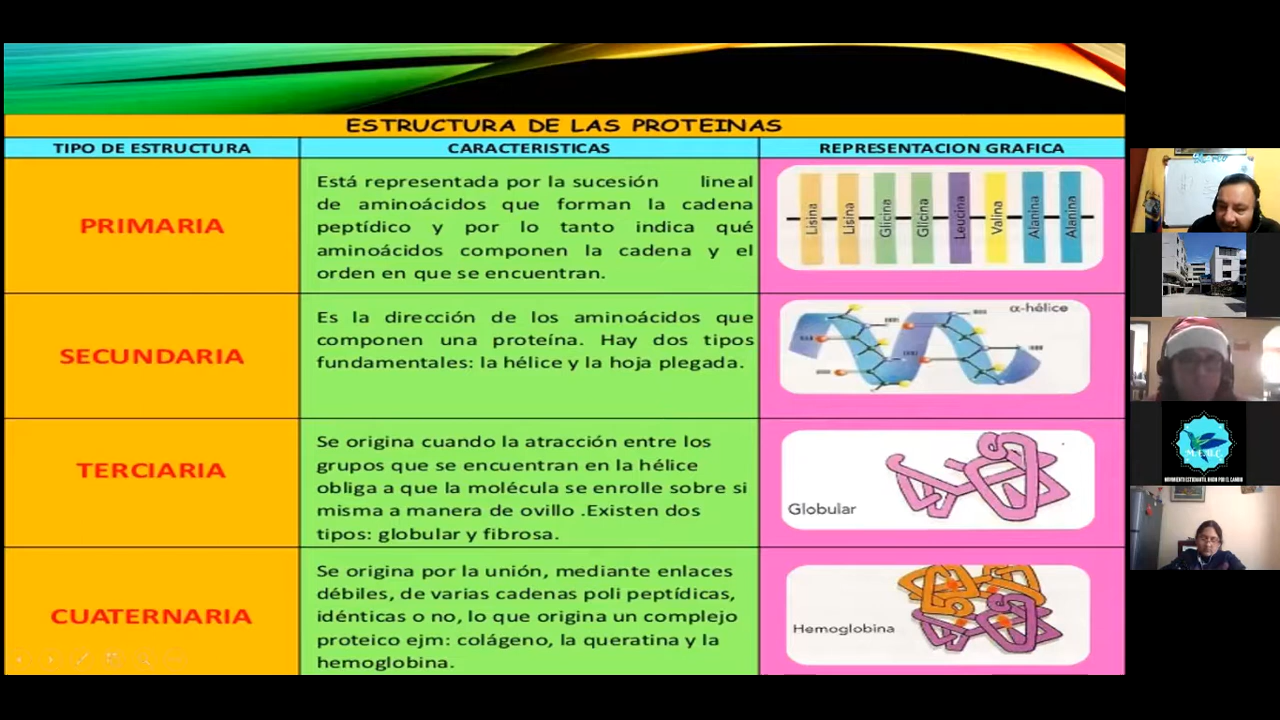 ESTRUCTURA DE LAS PROTEINAS
TIPO DE ESTRUCTURA
CARACTERISTICAS
REPRESENTACION GRAFICA
PRIMARIA
Está representada por la sucesión lineal
de aminoácidos que forman la cadena
peptídico y por lo tanto indica qué
aminoácidos componen la cadena y el
orden en que se encuentran.
Lisina
Lisina
Glicina
Glicina
Leucina
Valina
Alanina
Alanina
SECUNDARIA
Es la dirección de los aminoácidos que
componen una proteína. Hay dos tipos
fundamentales: la hélice y la hoja plegada.
α-hélice
TERCIARIA
Se origina cuando la atracción entre los
grupos que se encuentran en la hélice
obliga a que la molécula se enrolle sobre si
misma a manera de ovillo .Existen dos
tipos: globular y fibrosa.
Globular
CUATERNARIA
Se origina por la unión, mediante enlaces
débiles, de varias cadenas poli peptídicas,
idénticas o no, lo que origina un complejo
proteico ejm: colágeno, la queratina y la
hemoglobina.
Hemoglobina